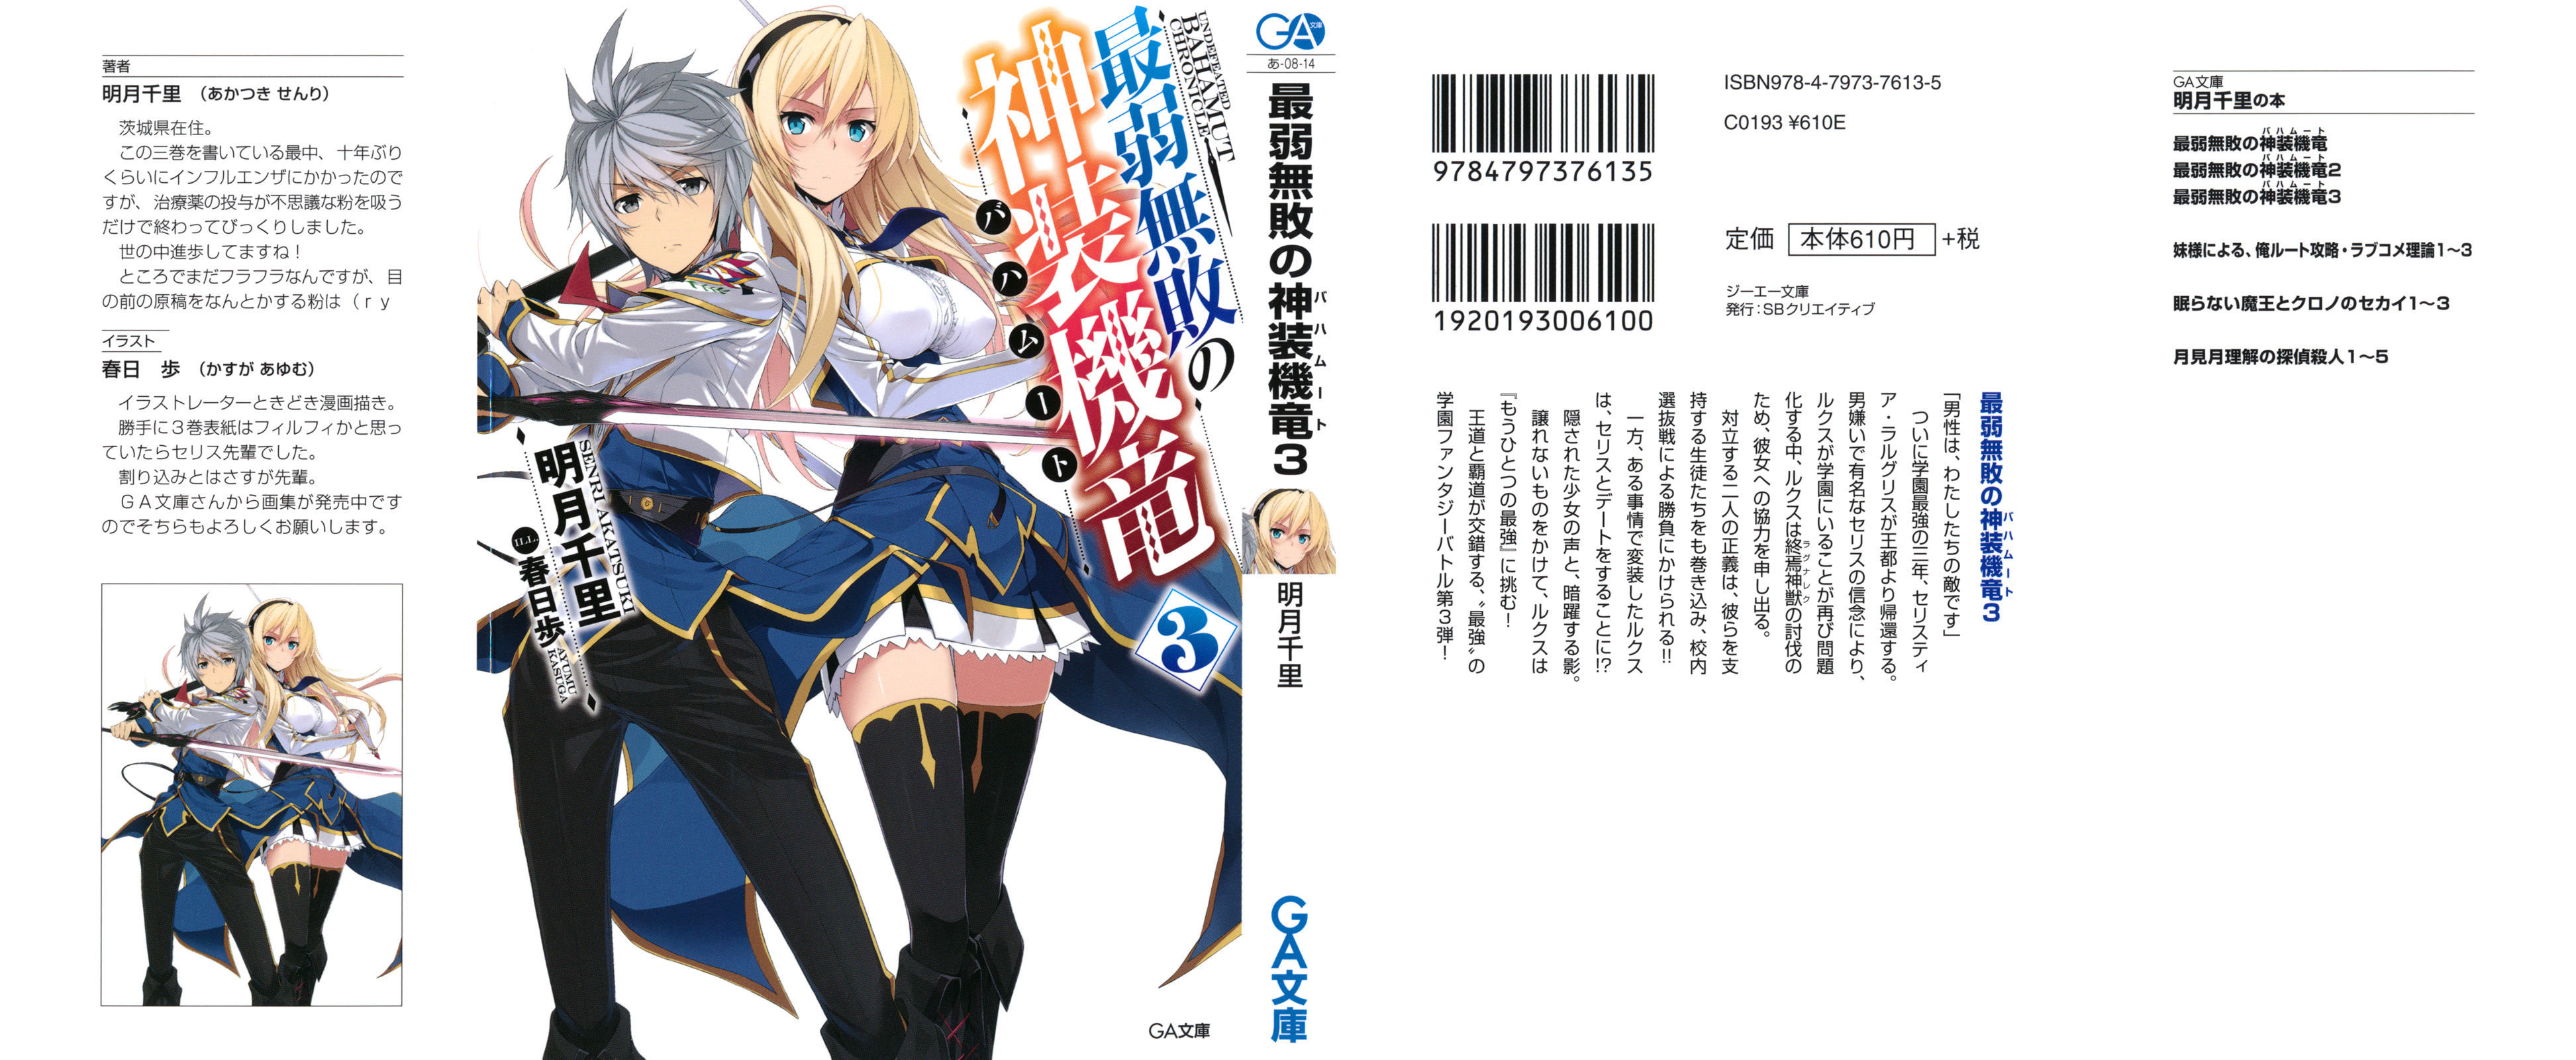 著者
明月千里 （あかつき せんり）
茨城県在住。
この三巻を書いている最中、十年ぶり
くらいにインフルエンザにかかったので
すが、治療薬の投与が不思議な粉を吸う
だけで終わってびっくりしました。
世の中進歩してますね！
ところでまだフラフラなんですが、目
の前の原稿をなんとかする粉は（ｒｙ
イラスト
春日　歩 （かすが あゆむ）
イラストレーターときどき漫画描き。
勝手に３巻表紙はフィルフィかと思っ
ていたらセリス先輩でした。
割り込みとはさすが先輩。
ＧＡ文庫さんから画集が発売中です
のでそちらもよろしくお願いします。
UNDEFEATED
BAHAMUT
CHRONICLE
最弱無敗の
神装機竜
バハムート
3
SENRI AKATSUKI
明月千里
ILL.
春日歩
AYUMU
KASUGA
GA文庫
GA文庫
あ-08-14
最弱無敗の神装機竜3
バハムート
明月千里
GA文庫
9784797376135
1920193006100
ISBN978-4-7973-7613-5
C0193 ¥610E
定価 本体610円 +税
ジーエー文庫
発行：SBクリエイティブ
最弱無敗の神装機竜3
バハムート
「男性は、わたしたちの敵です」
ついに学園最強の三年、セリスティ
ア・ラルグリスが王都より帰還する。
男嫌いで有名なセリスの信念により、
ルクスが学園にいることが再び問題
化する中、ルクスは終焉神獣の討伐の
ラグナレク
ため、彼女への協力を申し出る。
対立する二人の正義は、彼らを支
持する生徒たちをも巻き込み、校内
選抜戦による勝負にかけられる!!
一方、ある事情で変装したルクス
は、セリスとデートをすることに!?
隠された少女の声と、暗躍する影。
譲れないものをかけて、ルクスは
『もうひとつの最強』に挑む！
王道と覇道が交錯する、〝最強〟の
学園ファンタジーバトル第３弾！
GA文庫
明月千里の本
バハムート
最弱無敗の神装機竜
バハムート
最弱無敗の神装機竜2
バハムート
最弱無敗の神装機竜3
妹様による、俺ルート攻略・ラブコメ理論1〜3
眠らない魔王とクロノのセカイ1〜3
月見月理解の探偵殺人1〜5